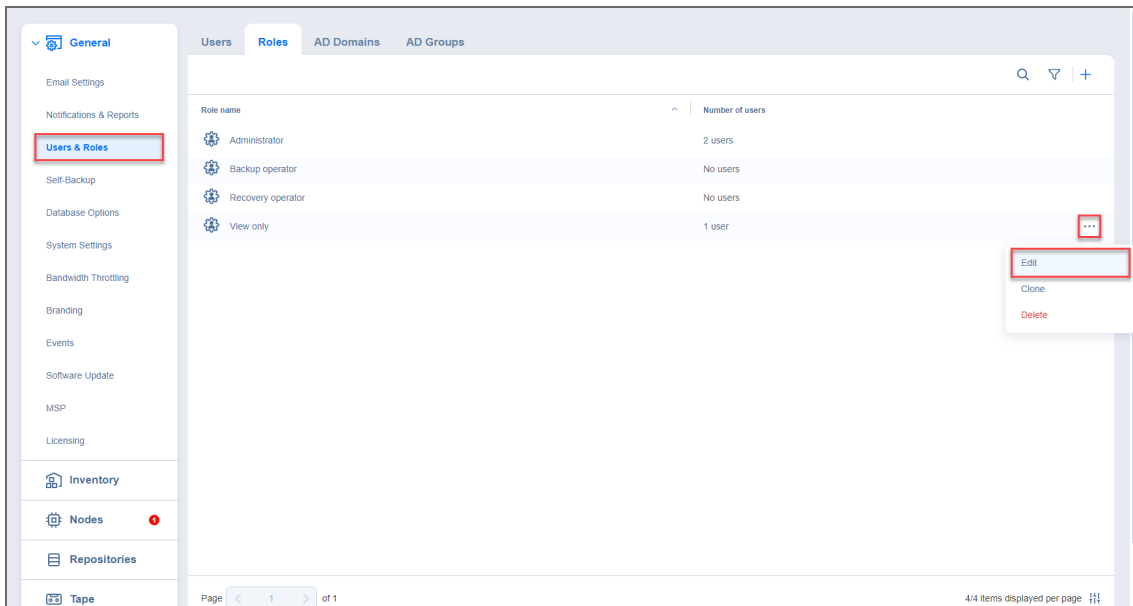 General
Email Settings
Notifications & Reports
Users & Roles
Self-Backup
Database Options
System Settings
Bandwidth Throttling
Branding
Events
Software Update
MSP
Licensing
Inventory
Nodes 1
Repositories
Tape
Users Roles AD Domains AD Groups
Role name Number of users
Administrator 2 users
Backup operator No users
Recovery operator No users
View only 1 user
Edit
Clone
Delete
Page 1 of 1 4/4 items displayed per page